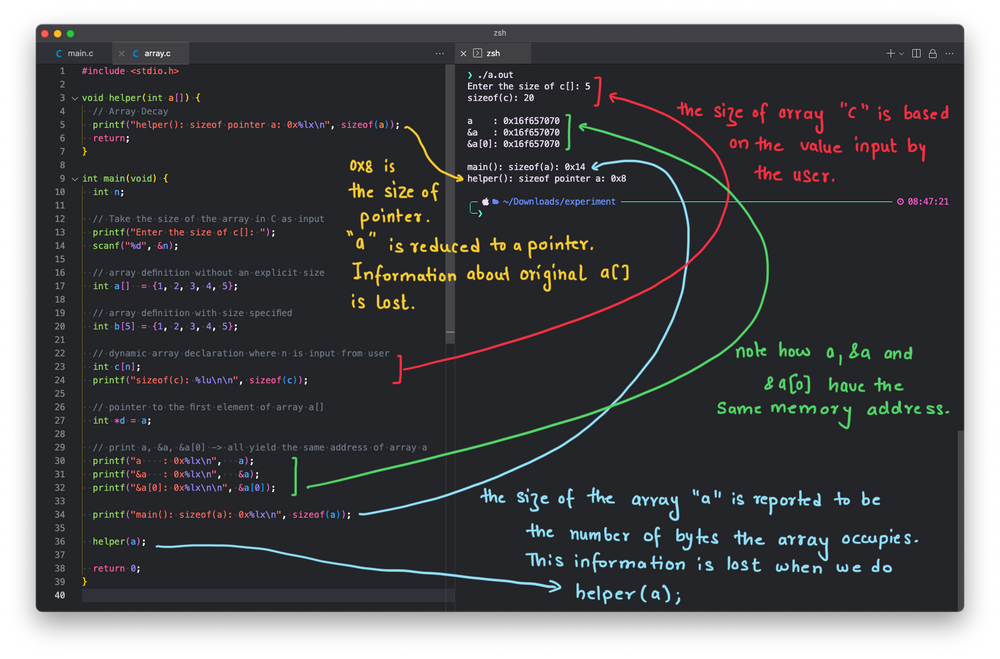 zsh
main.c
array.c
zsh
1 #include <stdio.h>
2
3 void helper(int a[]) {
4 // Array Decay
5 printf("helper(): sizeof pointer a: 0x%lx\n", sizeof(a));
6 return;
7 }
8
9 int main(void) {
10 int n;
11
12 // Take the size of the array in C as input
13 printf("Enter the size of c[]: ");
14 scanf("%d", &n);
15
16 // array definition without an explicit size
17 int a[] = {1, 2, 3, 4, 5};
18
19 // array definition with size specified
20 int b[5] = {1, 2, 3, 4, 5};
21
22 // dynamic array declaration where n is input from user
23 int c[n];
24 printf("sizeof(c): %lu\n\n", sizeof(c));
25
26 // pointer to the first element of array a[]
27 int *d = a;
28
29 // print a, &a, &a[0] -> all yield the same address of array a
30 printf("a : 0x%lx\n", a);
31 printf("&a : 0x%lx\n", &a);
32 printf("&a[0]: 0x%lx\n\n", &a[0]);
33
34 printf("main(): sizeof(a): 0x%lx\n", sizeof(a));
35
36 helper(a);
37
38 return 0;
39 }
40
❯ ./a.out
Enter the size of c[]: 5
sizeof(c): 20
a : 0x16f657070
&a : 0x16f657070
&a[0]: 0x16f657070
main(): sizeof(a): 0x14
helper(): sizeof pointer a: 0x8
~/Downloads/experiment 08:47:21
❯
the size of array "c" is based
on the value input by
the user.
0x8 is
the size of
pointer.
"a" is reduced to a pointer.
Information about original a[]
is lost.
note how a, &a and
&a[0] have the
same memory address.
the size of the array "a" is reported to be
the number of bytes the array occupies.
This information is lost when we do
helper(a);